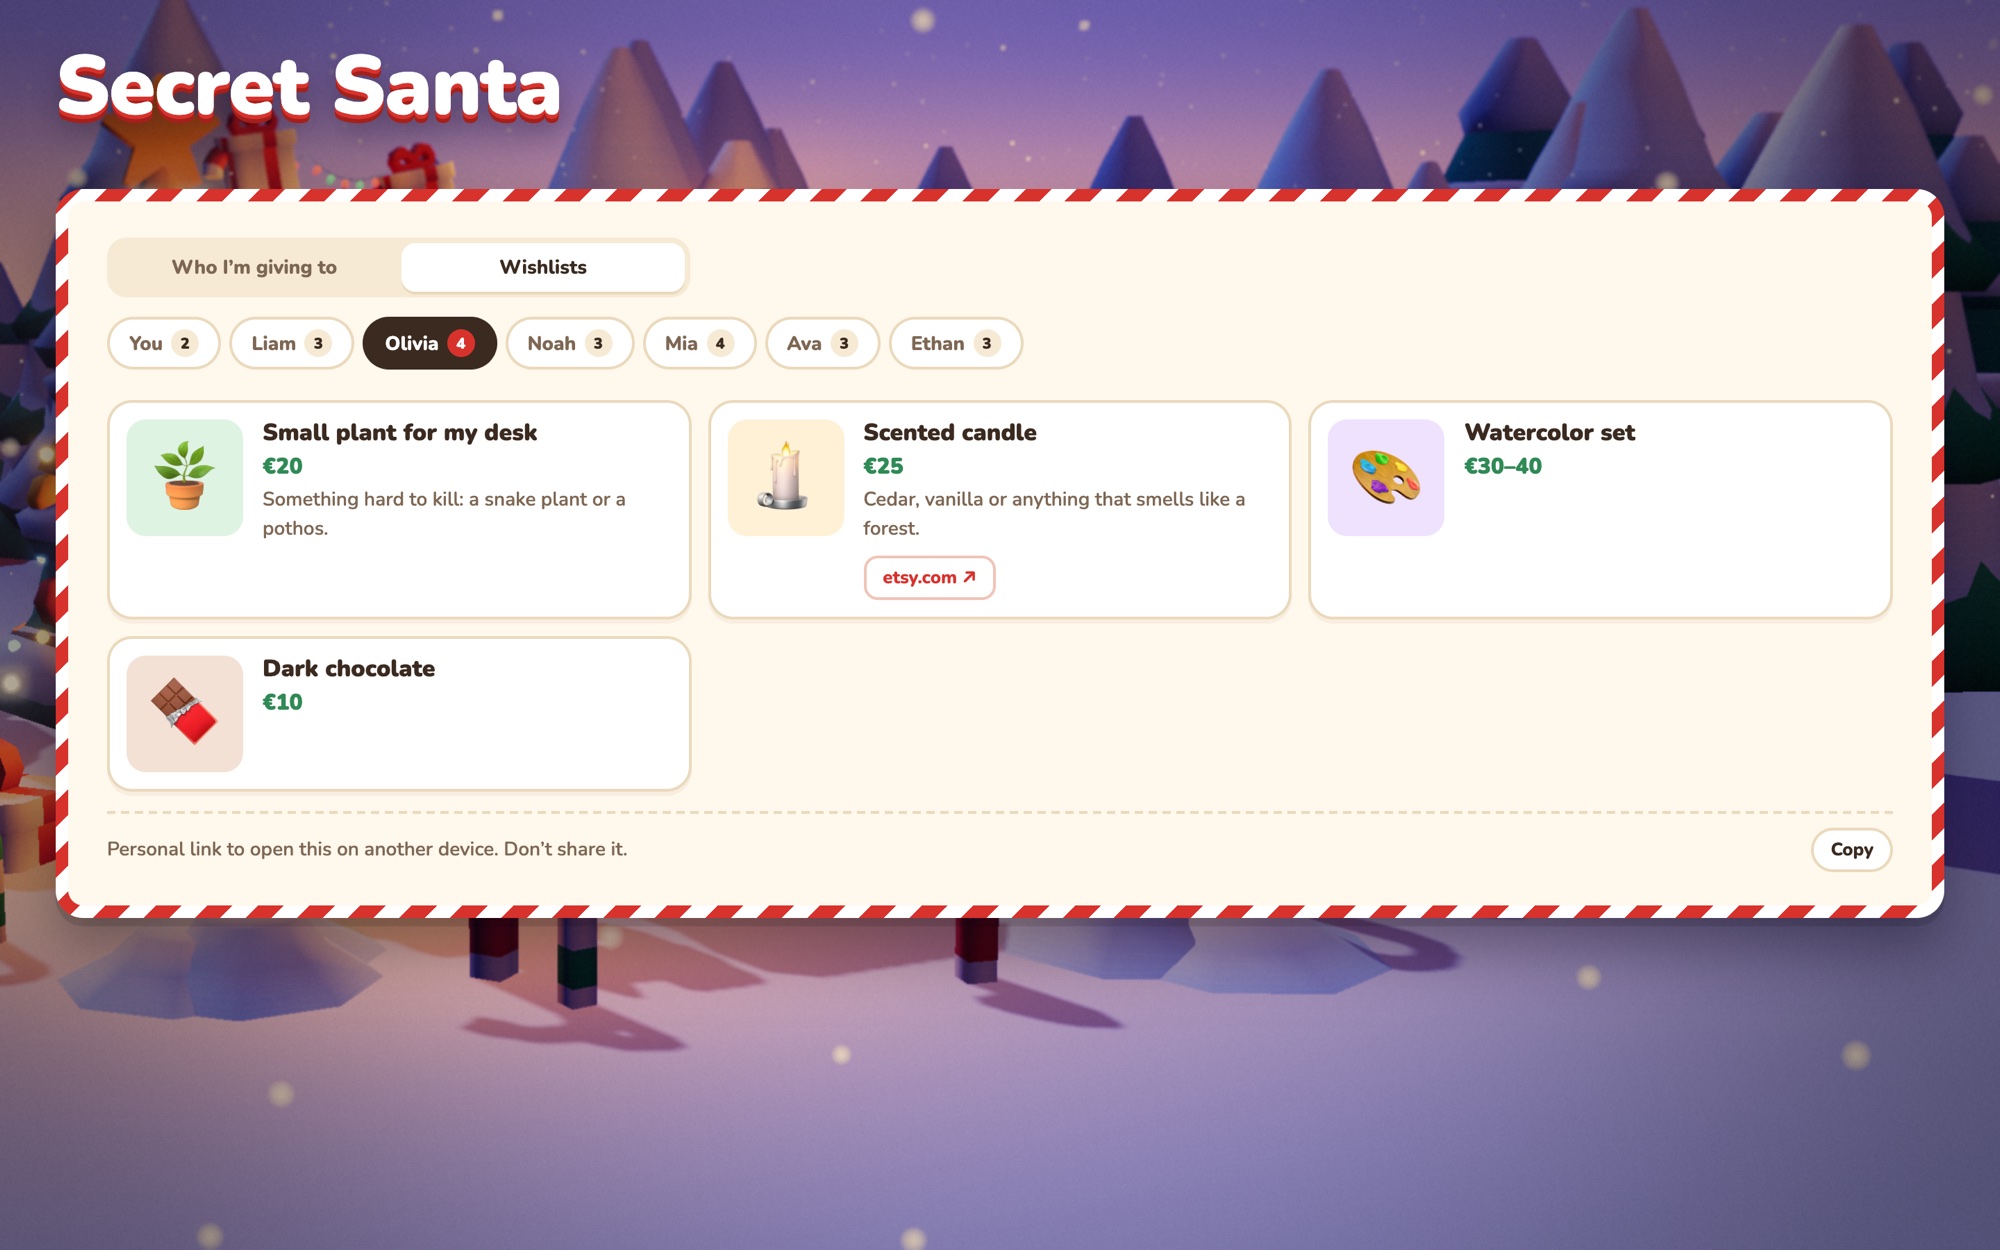 Secret Santa
Who I’m giving to
Wishlists
You 2
Liam 3
Olivia 4
Noah 3
Mia 4
Ava 3
Ethan 3
Small plant for my desk
€20
Something hard to kill: a snake plant or a
pothos.
Scented candle
€25
Cedar, vanilla or anything that smells like a
forest.
etsy.com ↗
Watercolor set
€30–40
Dark chocolate
€10
Personal link to open this on another device. Don’t share it.
Copy